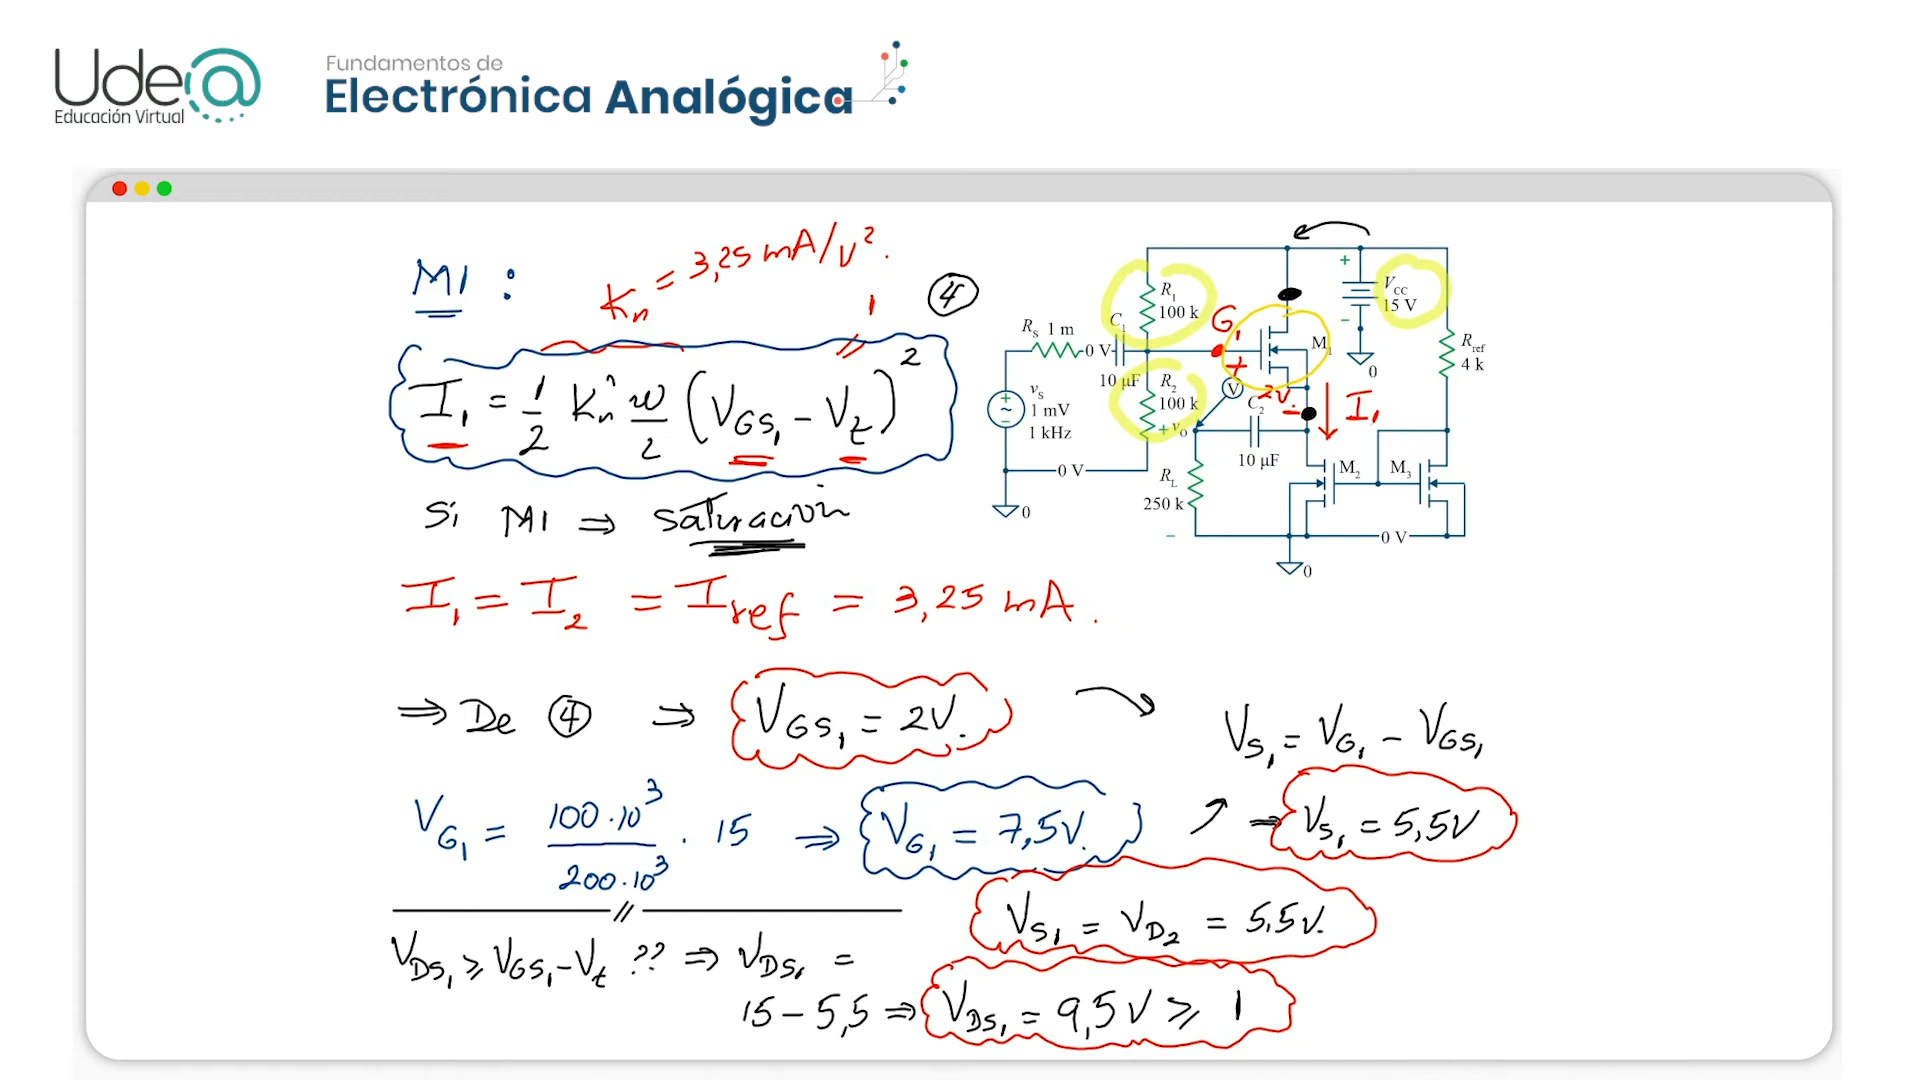 Ude@
Educación Virtual
Fundamentos de
Electrónica Analógica
M1 :
Kn = 3,25 mA/V².
1
④
I₁ = 1/2 Kn' w/L (VGS₁ - Vt)²
Si M1 ⇒ Saturación
I₁ = I₂ = Iref = 3,25 mA.
⇒ De ④ ⇒ VGS₁ = 2V.
VG₁ = 100·10³ / 200·10³ · 15 ⇒ VG₁ = 7,5V.
VS₁ = VG₁ - VGS₁
⇒ VS₁ = 5,5V
VS₁ = VD₂ = 5,5V.
VDS₁ ≥ VGS₁ - Vt ?? ⇒ VDS₁ =
15 - 5,5 ⇒ VDS₁ = 9,5V ≥ 1
R₁
100 k
G₁
M₁
+
VCC
15 V
-
0
Rref
4 k
RS 1 m
0 V
C₁
10 µF
R₂
100 k
+
V
2V.
-
I₁
vs
1 mV
1 kHz
+ vo
C₂
10 µF
0 V
RL
250 k
-
M₂
M₃
0 V
0
0